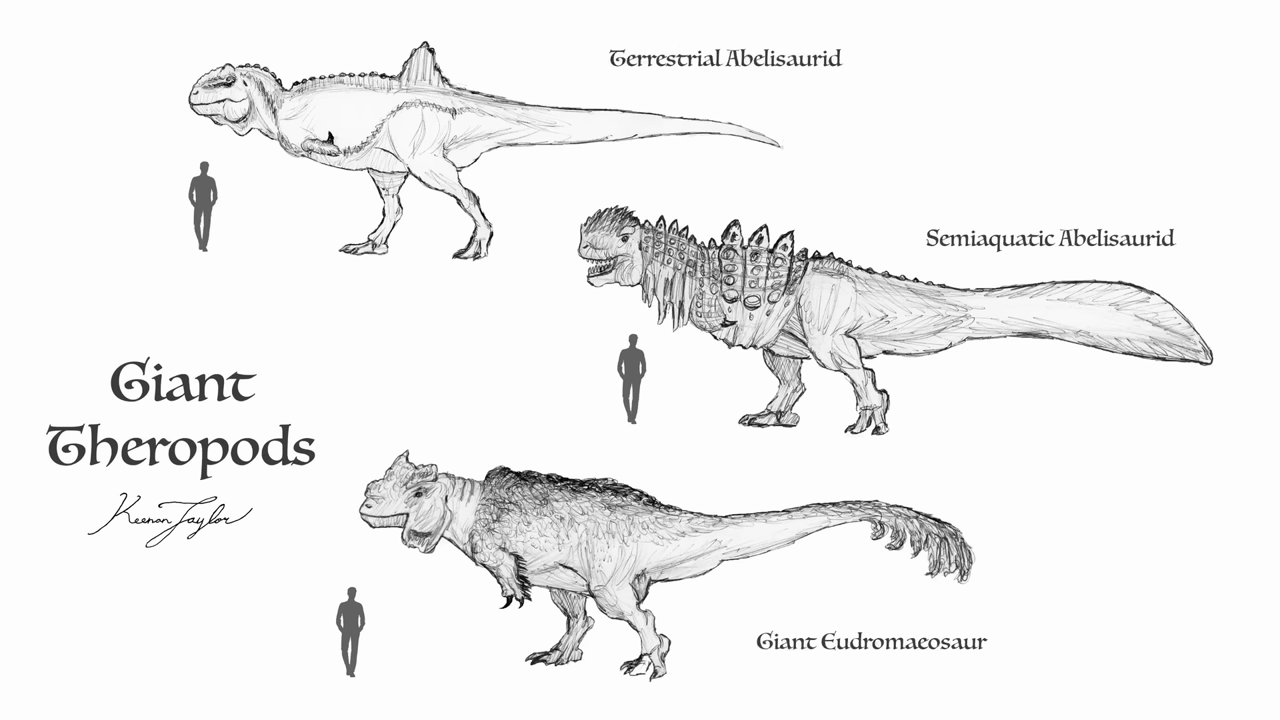 Terrestrial Abelisaurid
Semiaquatic Abelisaurid
Giant
Theropods
Keenan Taylor
Giant Eudromaeosaur